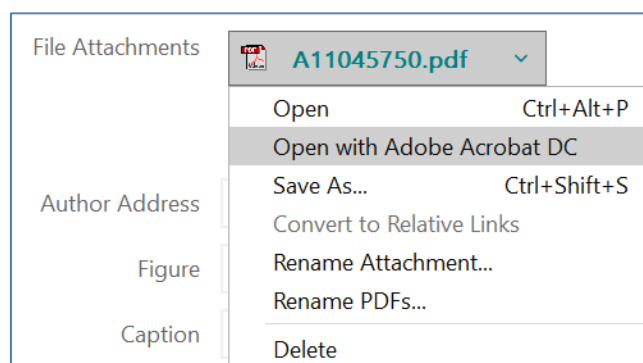 File Attachments
A11045750.pdf
Open Ctrl+Alt+P
Open with Adobe Acrobat DC
Save As... Ctrl+Shift+S
Author Address
Convert to Relative Links
Figure
Rename Attachment...
Rename PDFs...
Caption
Delete